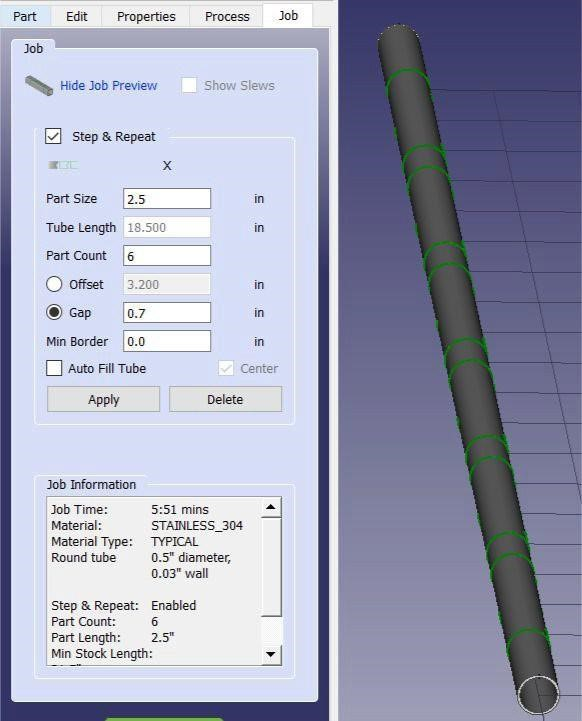 Part Edit Properties Process Job
Job
Hide Job Preview Show Slews
Step & Repeat
X
Part Size 2.5 in
Tube Length 18.500 in
Part Count 6
Offset 3.200 in
Gap 0.7 in
Min Border 0.0 in
Auto Fill Tube Center
Apply Delete
Job Information
Job Time: 5:51 mins
Material: STAINLESS_304
Material Type: TYPICAL
Round tube 0.5" diameter,
0.03" wall
Step & Repeat: Enabled
Part Count: 6
Part Length: 2.5"
Min Stock Length: